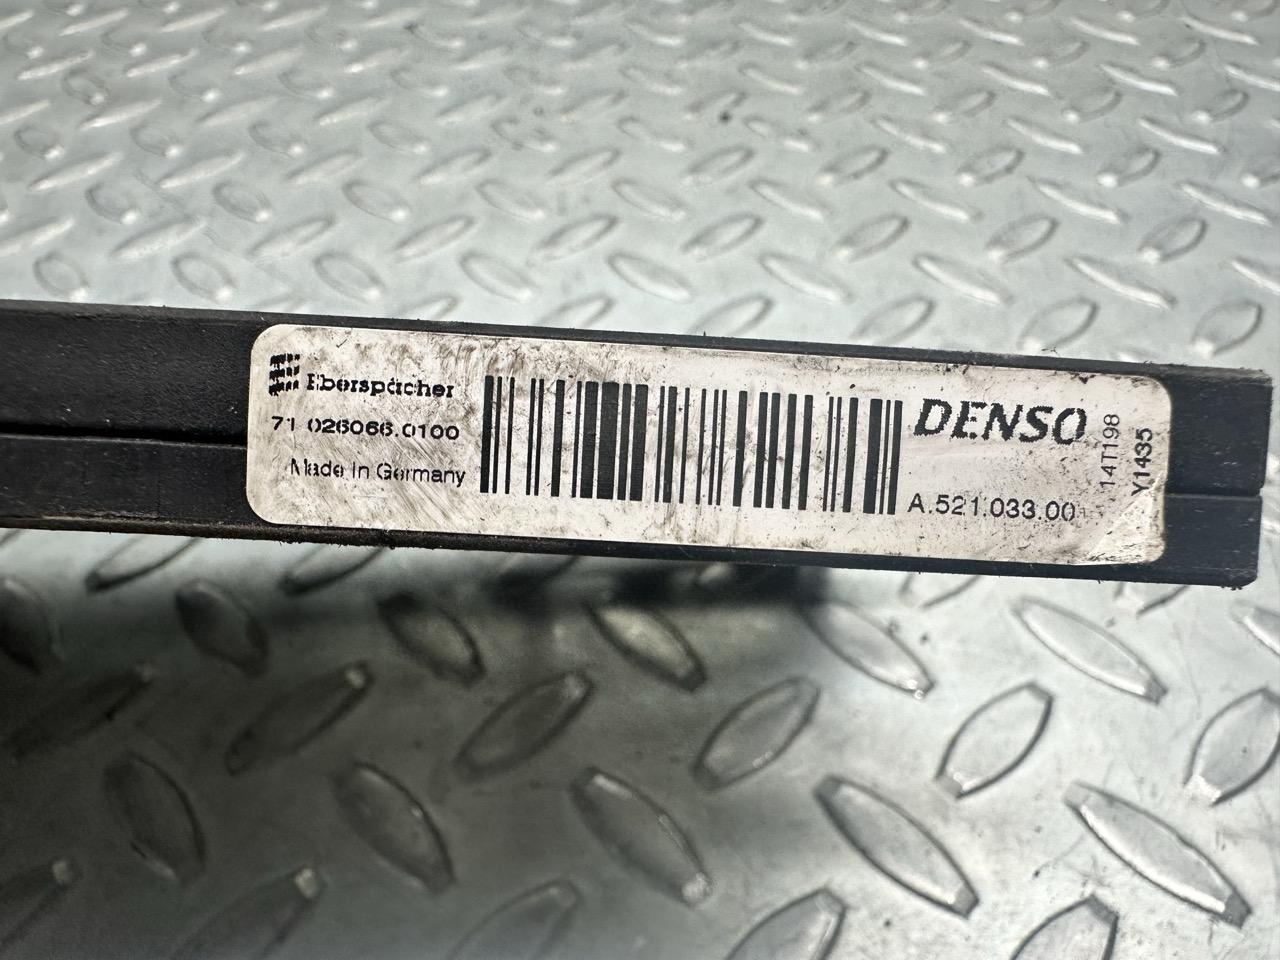 Eberspächer
71 026066.0100
Made In Germany
DENSO
A.521.033.00
14T198
Y1435